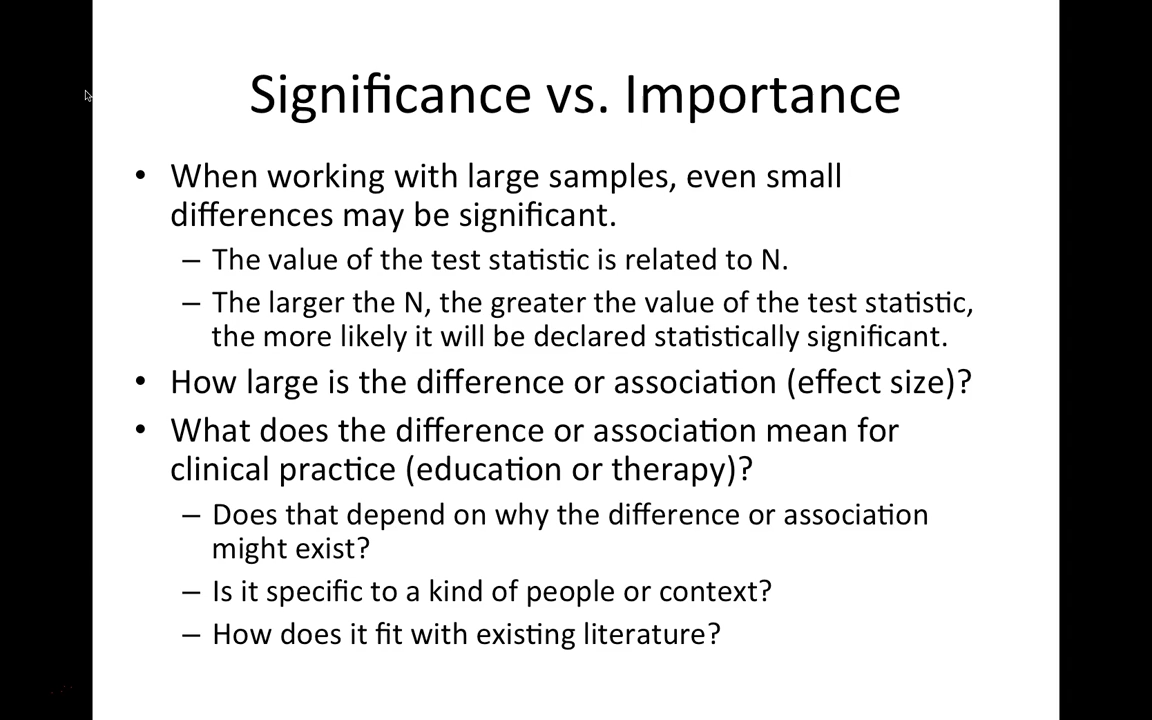 Significance vs. Importance
• When working with large samples, even small
differences may be significant.
– The value of the test statistic is related to N.
– The larger the N, the greater the value of the test statistic,
the more likely it will be declared statistically significant.
• How large is the difference or association (effect size)?
• What does the difference or association mean for
clinical practice (education or therapy)?
– Does that depend on why the difference or association
might exist?
– Is it specific to a kind of people or context?
– How does it fit with existing literature?